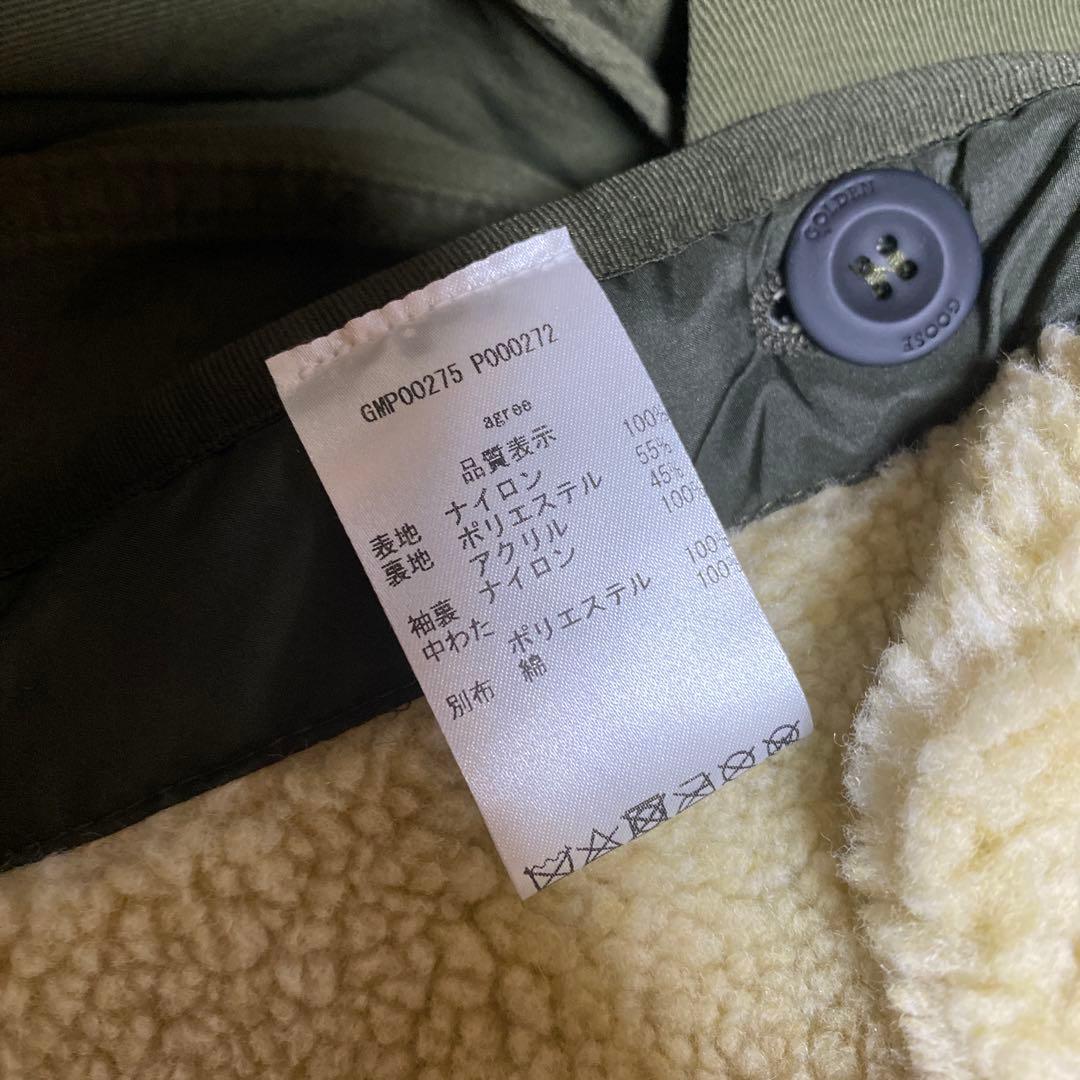 GMP00275 P000272
agree
品質表示
表地 ナイロン 100%
裏地 ポリエステル 55%
アクリル 45%
袖裏 ナイロン 100%
中わた ポリエステル 100%
別布 綿 100%
GOLDEN
GOOSE